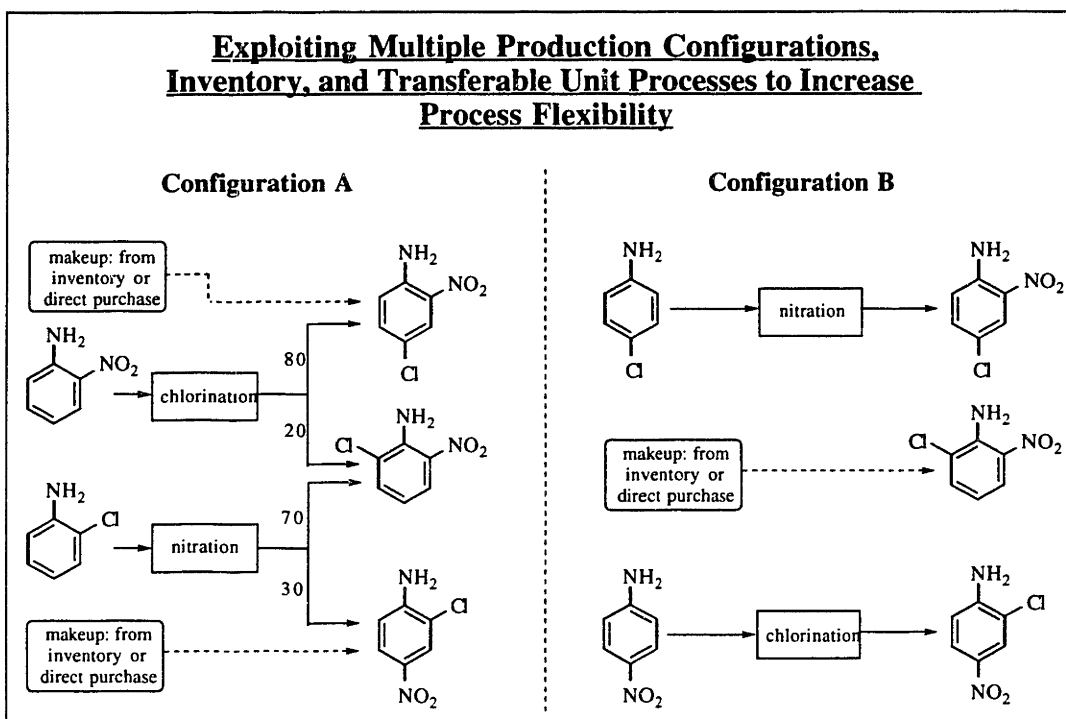 Exploiting Multiple Production Configurations,
Inventory, and Transferable Unit Processes to Increase
Process Flexibility
Configuration A
makeup: from
inventory or
direct purchase
NH2
NO2
Cl
NH2
NO2
chlorination
80
20
NH2
Cl
NO2
NH2
Cl
nitration
70
30
NH2
Cl
NO2
makeup: from
inventory or
direct purchase
Configuration B
NH2
Cl
nitration
NH2
NO2
Cl
makeup: from
inventory or
direct purchase
NH2
Cl
NO2
NH2
NO2
chlorination
NH2
Cl
NO2